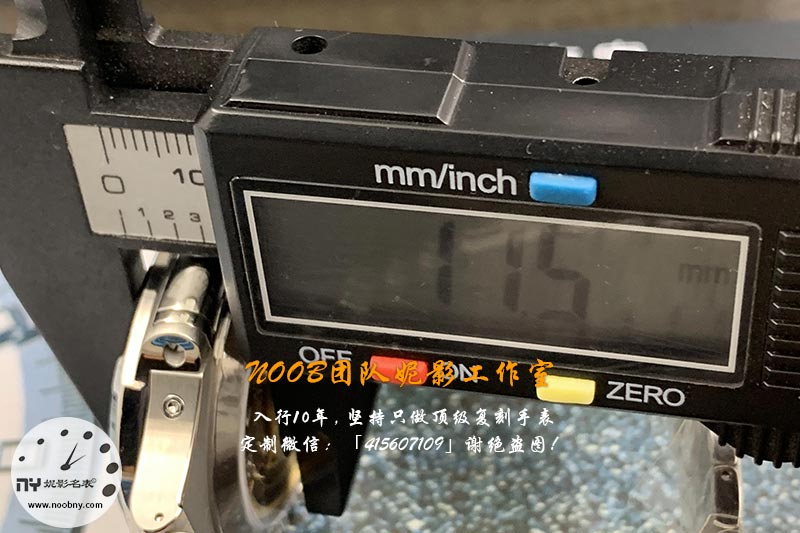 mm/inch
0 10
1 2 3
11.5 mm
OFF ON ZERO
NOOB团队妮影工作室
入行10年，坚持只做顶级复刻手表
定制微信：「415607109」谢绝盗图！
NY 妮影名表®
www.noobny.com